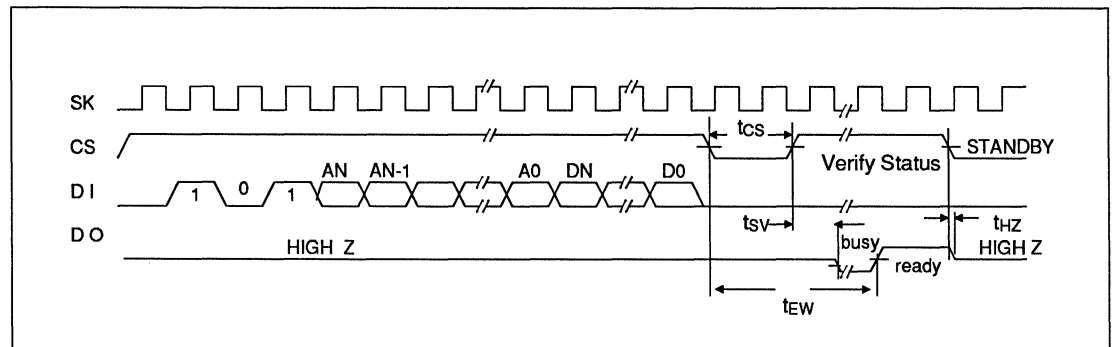 SK
CS
tCS
STANDBY
Verify Status
DI
1
0
1
AN
AN-1
A0
DN
D0
tSV
tHZ
DO
HIGH Z
busy
ready
HIGH Z
tEW